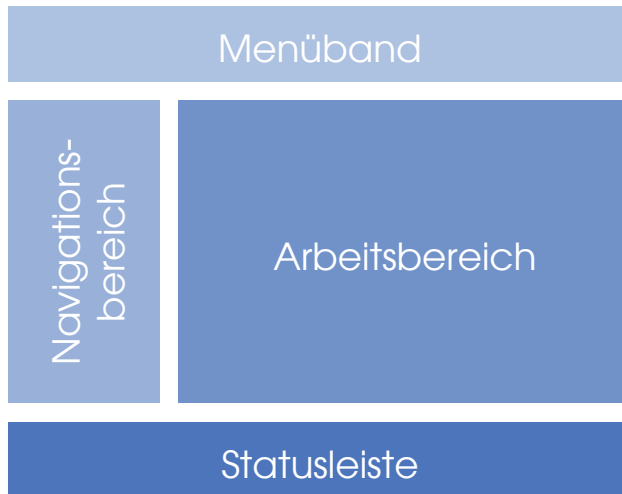 Menüband
Navigations-
bereich
Arbeitsbereich
Statusleiste